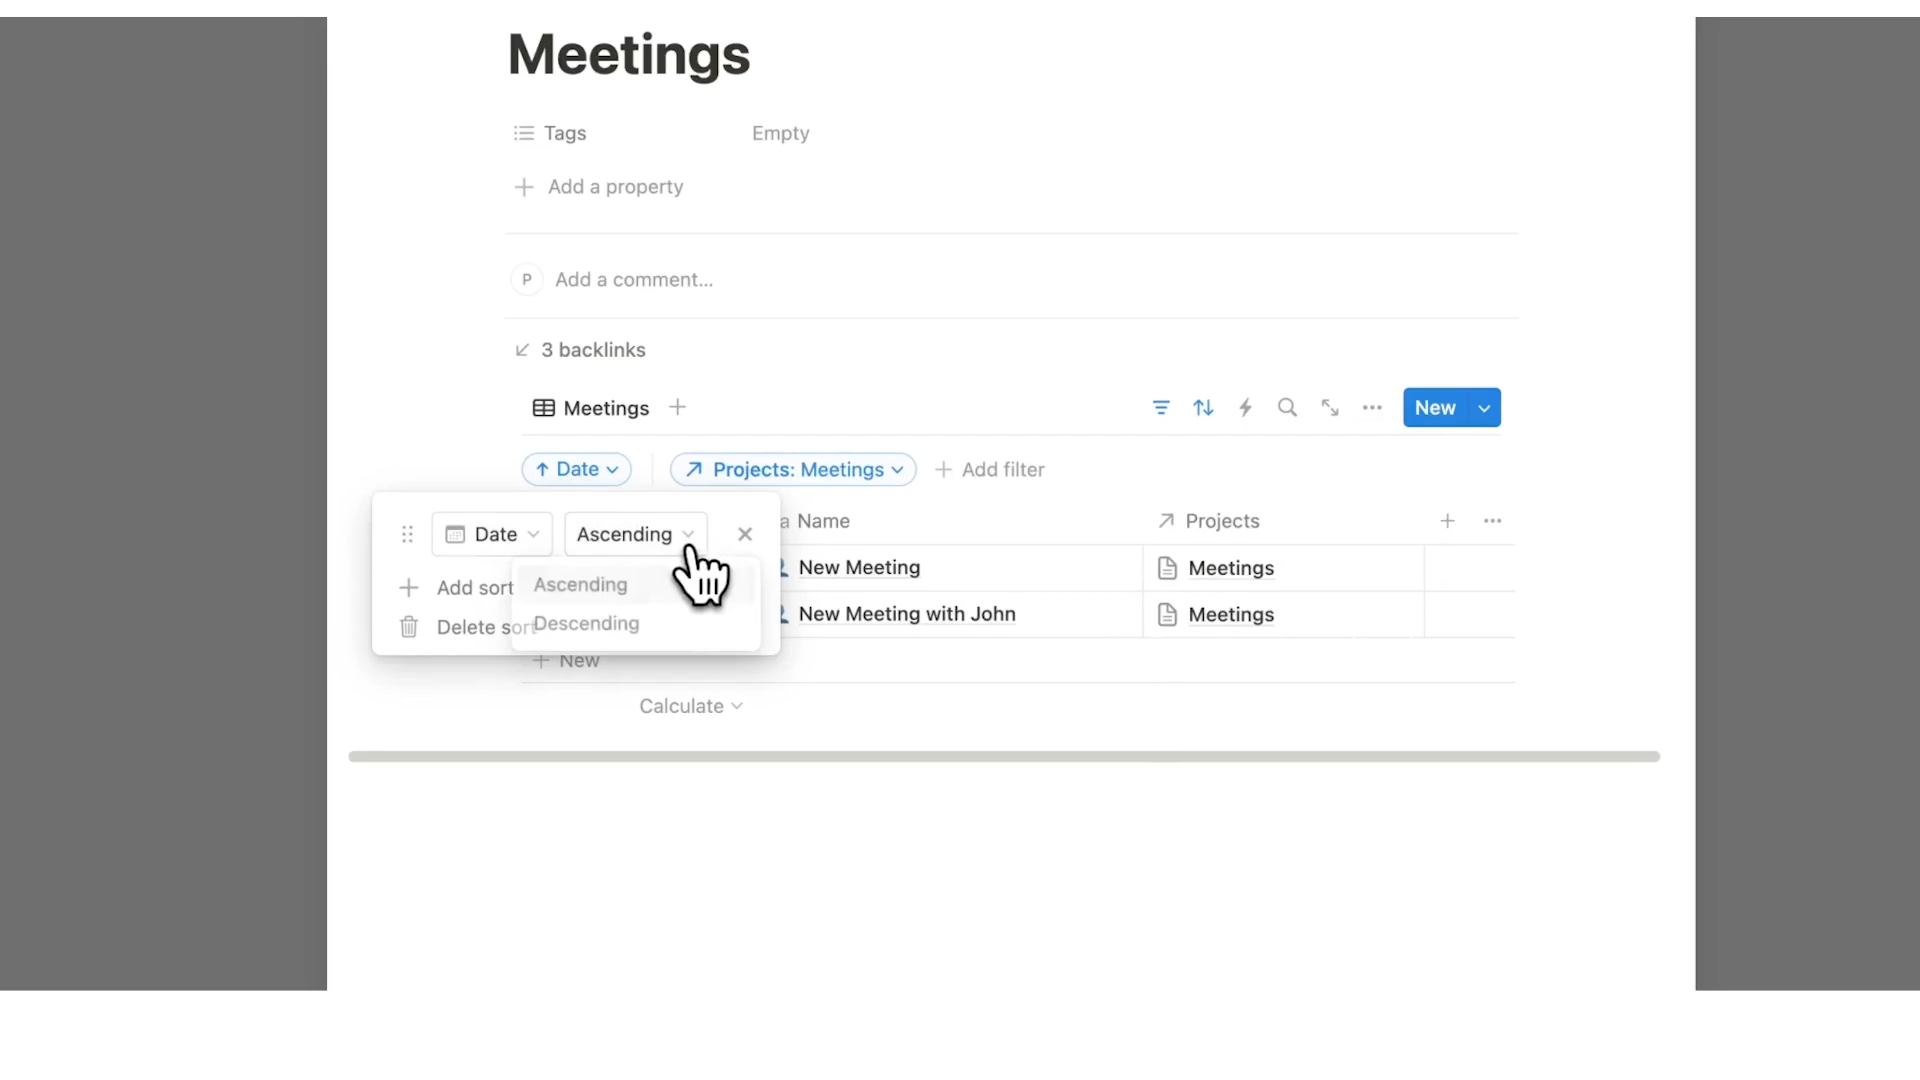 Meetings
Tags Empty
Add a property
P Add a comment...
3 backlinks
Meetings
New
Date
Projects: Meetings
Add filter
Date
Ascending
a Name
Projects
Add sort
Ascending
New Meeting
Meetings
Delete sort
Descending
New Meeting with John
Meetings
New
Calculate